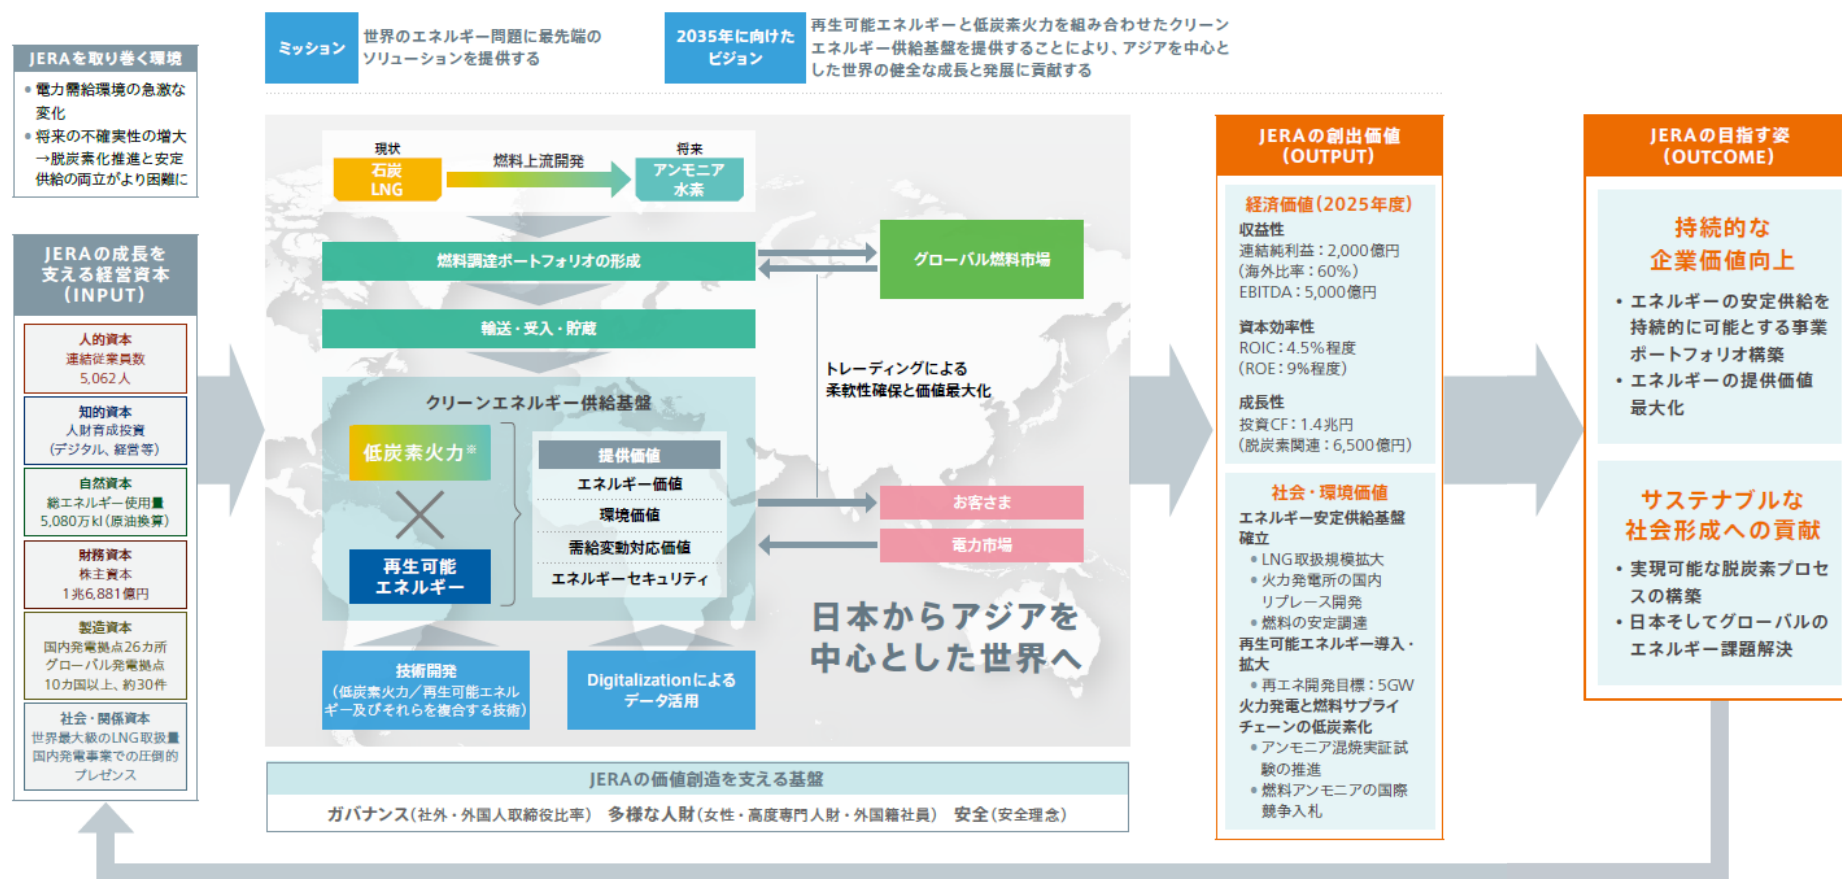 ミッション
世界のエネルギー問題に最先端の
ソリューションを提供する
2035年に向けた
ビジョン
再生可能エネルギーと低炭素火力を組み合わせたクリーン
エネルギー供給基盤を提供することにより、アジアを中心と
した世界の健全な成長と発展に貢献する
JERAを取り巻く環境
• 電力需給環境の急激な
変化
• 将来の不確実性の増大
→脱炭素化推進と安定
供給の両立がより困難に
JERAの成長を
支える経営資本
(INPUT)
人的資本
連結従業員数
5,062人
知的資本
人財育成投資
(デジタル、経営等)
自然資本
総エネルギー使用量
5,080万kl(原油換算)
財務資本
株主資本
1兆6,881億円
製造資本
国内発電拠点26カ所
グローバル発電拠点
10カ国以上、約30件
社会・関係資本
世界最大級のLNG取扱量
国内発電事業での圧倒的
プレゼンス
現状
石炭
LNG
燃料上流開発
将来
アンモニア
水素
燃料調達ポートフォリオの形成
グローバル燃料市場
輸送・受入・貯蔵
トレーディングによる
柔軟性確保と価値最大化
クリーンエネルギー供給基盤
低炭素火力※
再生可能
エネルギー
提供価値
エネルギー価値
環境価値
需給変動対応価値
エネルギーセキュリティ
お客さま
電力市場
日本からアジアを
中心とした世界へ
技術開発
(低炭素火力／再生可能エネル
ギー及びそれらを複合する技術)
Digitalizationによる
データ活用
JERAの価値創造を支える基盤
ガバナンス(社外・外国人取締役比率) 多様な人財(女性・高度専門人財・外国籍社員) 安全(安全理念)
JERAの創出価値
(OUTPUT)
経済価値(2025年度)
収益性
連結純利益：2,000億円
(海外比率：60%)
EBITDA：5,000億円
資本効率性
ROIC：4.5%程度
(ROE：9%程度)
成長性
投資CF：1.4兆円
(脱炭素関連：6,500億円)
社会・環境価値
エネルギー安定供給基盤
確立
• LNG取扱規模拡大
• 火力発電所の国内
リプレース開発
• 燃料の安定調達
再生可能エネルギー導入・
拡大
• 再エネ開発目標：5GW
火力発電と燃料サプライ
チェーンの低炭素化
• アンモニア混焼実証試
験の推進
• 燃料アンモニアの国際
競争入札
JERAの目指す姿
(OUTCOME)
持続的な
企業価値向上
• エネルギーの安定供給を
持続的に可能とする事業
ポートフォリオ構築
• エネルギーの提供価値
最大化
サステナブルな
社会形成への貢献
• 実現可能な脱炭素プロセ
スの構築
• 日本そしてグローバルの
エネルギー課題解決